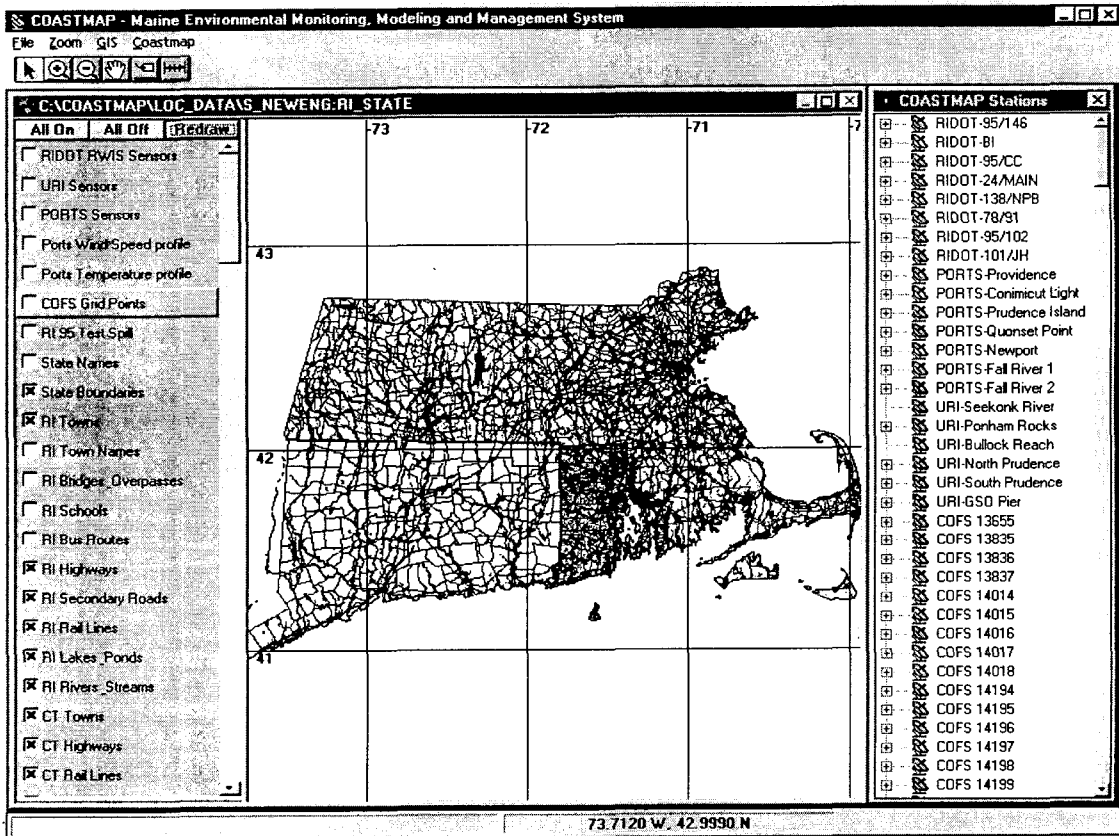 COASTMAP - Marine Environmental Monitoring, Modeling and Management System
File Zoom GIS Coastmap
C:\COASTMAP\LOC_DATA\S_NEWENG:RI_STATE
All On All Off Redraw
RIDOT RWIS Sensors
URI Sensors
PORTS Sensors
Ports Wind Speed profile
Ports Temperature profile
COFS Grid Points
RI 95 Test Spill
State Names
State Boundaries
RI Towns
RI Town Names
RI Bridges_Overpasses
RI Schools
RI Bus Routes
RI Highways
RI Secondary Roads
RI Rail Lines
RI Lakes_Ponds
RI Rivers_Streams
CT Towns
CT Highways
CT Rail Lines
-73 -72 -71 -7
43
42
41
COASTMAP Stations
RIDOT-95/146
RIDOT-BI
RIDOT-95/CC
RIDOT-24/MAIN
RIDOT-138/NPB
RIDOT-78/91
RIDOT-95/102
RIDOT-101/JH
PORTS-Providence
PORTS-Conimicut Light
PORTS-Prudence Island
PORTS-Quonset Point
PORTS-Newport
PORTS-Fall River 1
PORTS-Fall River 2
URI-Seekonk River
URI-Ponham Rocks
URI-Bullock Reach
URI-North Prudence
URI-South Prudence
URI-GSO Pier
COFS 13655
COFS 13835
COFS 13836
COFS 13837
COFS 14014
COFS 14015
COFS 14016
COFS 14017
COFS 14018
COFS 14194
COFS 14195
COFS 14196
COFS 14197
COFS 14198
COFS 14199
73.7120 W, 42.9990 N